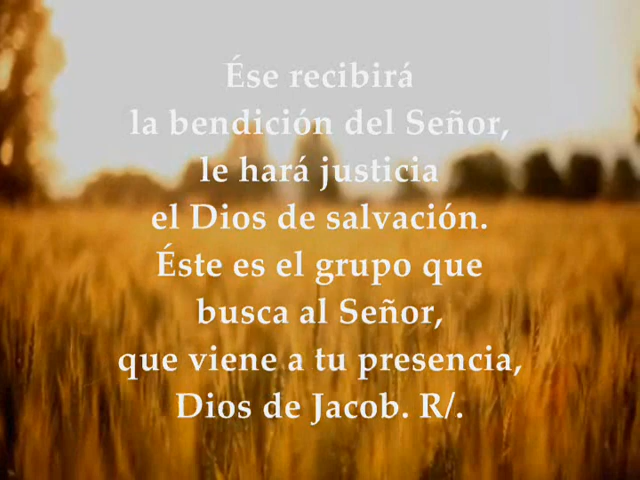 Ése recibirá
la bendición del Señor,
le hará justicia
el Dios de salvación.
Éste es el grupo que
busca al Señor,
que viene a tu presencia,
Dios de Jacob. R/.